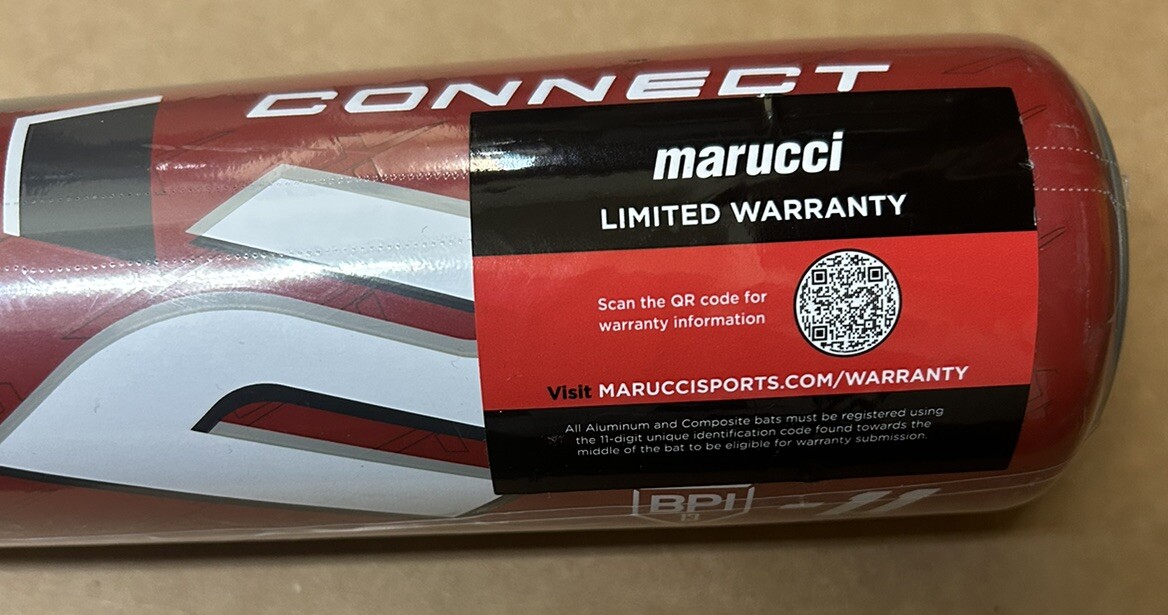 CONNECT
marucci
LIMITED WARRANTY
Scan the QR code for
warranty information
Visit MARUCCISPORTS.COM/WARRANTY
All Aluminum and Composite bats must be registered using
the 11-digit unique identification code found towards the
middle of the bat to be eligible for warranty submission.
BPI
-11